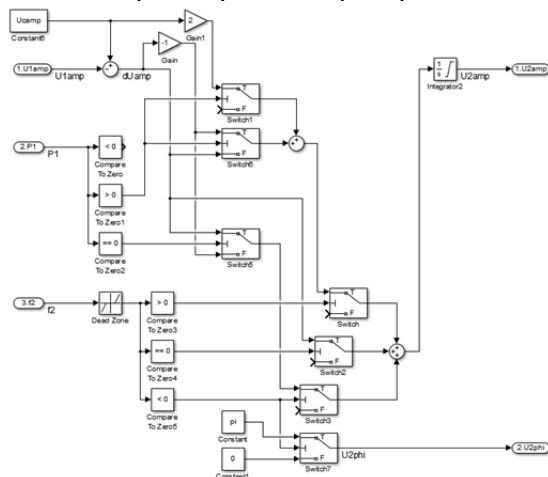 Ucamp
Constant6
2
Gain1
-1
Gain
1.U1amp
U1amp
dUamp
1
s
Integrator2
U2amp
1.U2amp
T
F
Switch1
2.P1
P1
< 0
Compare
To Zero
T
F
Switch6
> 0
Compare
To Zero1
== 0
Compare
To Zero2
T
F
Switch5
3.f2
f2
Dead Zone
> 0
Compare
To Zero3
T
F
Switch
== 0
Compare
To Zero4
T
F
Switch2
< 0
Compare
To Zero5
T
F
Switch3
pi
Constant
0
Constant1
T
F
Switch7
U2phi
2.U2phi